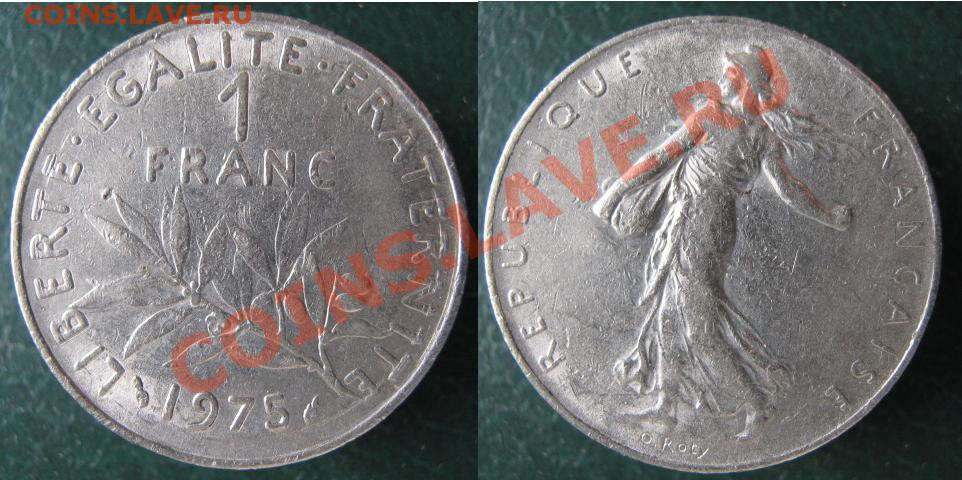 COINS.LAVE.RU
LIBERTE·EGALITE·FRATERNITE
1
FRANC
1975
REPUBLIQUE FRANCAISE
O. Roty
COINS.LAVE.RU